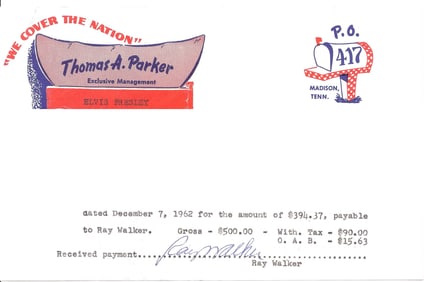 "WE COVER THE NATION"
Thomas A. Parker
Exclusive Management
ELVIS PRESLEY
P.O.
417
MADISON,
TENN.
dated December 7, 1962 for the amount of $394.37, payable
to Ray Walker. Gross - $500.00 - With. Tax - $90.00
O. A. B. - $15.63
Received payment....Ray Walker..........................
Ray Walker